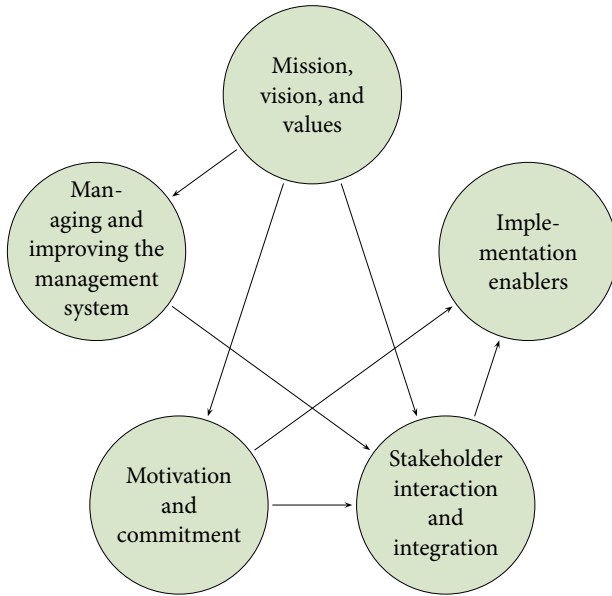 Mission,
vision, and
values
Man-
aging and
improving the
management
system
Imple-
mentation
enablers
Motivation
and
commitment
Stakeholder
interaction
and
integration